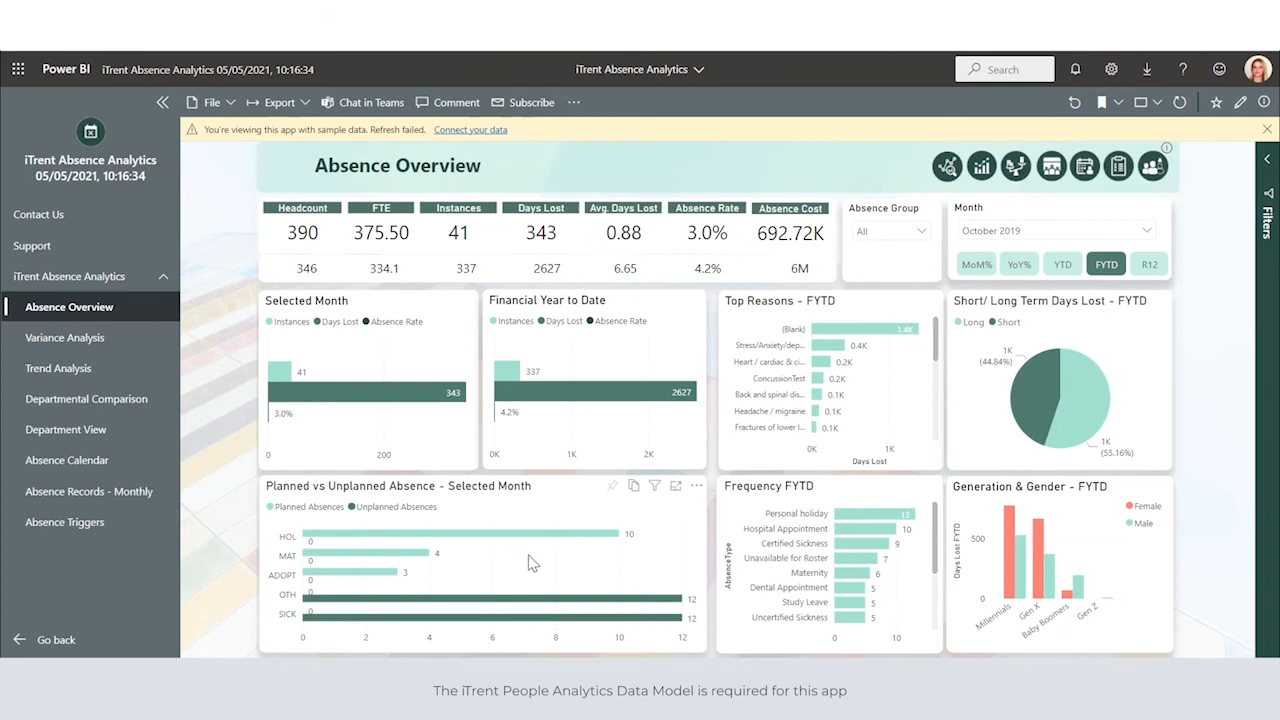 Power BI iTrent Absence Analytics 05/05/2021, 10:16:34
iTrent Absence Analytics
Search
File Export Chat in Teams Comment Subscribe ...
You're viewing this app with sample data. Refresh failed. Connect your data
iTrent Absence Analytics
05/05/2021, 10:16:34
Contact Us
Support
iTrent Absence Analytics
Absence Overview
Variance Analysis
Trend Analysis
Departmental Comparison
Department View
Absence Calendar
Absence Records - Monthly
Absence Triggers
Go back
Filters
Absence Overview
Headcount FTE Instances Days Lost Avg. Days Lost Absence Rate Absence Cost
390 375.50 41 343 0.88 3.0% 692.72K
346 334.1 337 2627 6.65 4.2% 6M
Absence Group
All
Month
October 2019
MoM% YoY% YTD FYTD R12
Selected Month
Instances Days Lost Absence Rate
41
343
3.0%
0 200
Financial Year to Date
Instances Days Lost Absence Rate
337
2627
4.2%
0K 1K 2K
Top Reasons - FYTD
(Blank) 1.4K
Stress/Anxiety/dep... 0.4K
Heart / cardiac & ci... 0.2K
ConcussionTest 0.2K
Back and spinal dis... 0.1K
Headache / migraine 0.1K
Fractures of lower l... 0.1K
0K 1K
Days Lost
Short/ Long Term Days Lost - FYTD
Long Short
1K
(44.84%)
1K
(55.16%)
Planned vs Unplanned Absence - Selected Month
Planned Absences Unplanned Absences
HOL 10
0
MAT 4
0
ADOPT 3
0
OTH 0
12
SICK 0
12
0 2 4 6 8 10 12
Frequency FYTD
AbsenceType
Personal holiday 13
Hospital Appointment 10
Certified Sickness 9
Unavailable for Roster 7
Maternity 6
Dental Appointment 5
Study Leave 5
Uncertified Sickness 5
0 10
Generation & Gender - FYTD
Female
Male
Days Lost FYTD
500
0
Millennials Gen X Baby Boomers Gen Z
The iTrent People Analytics Data Model is required for this app